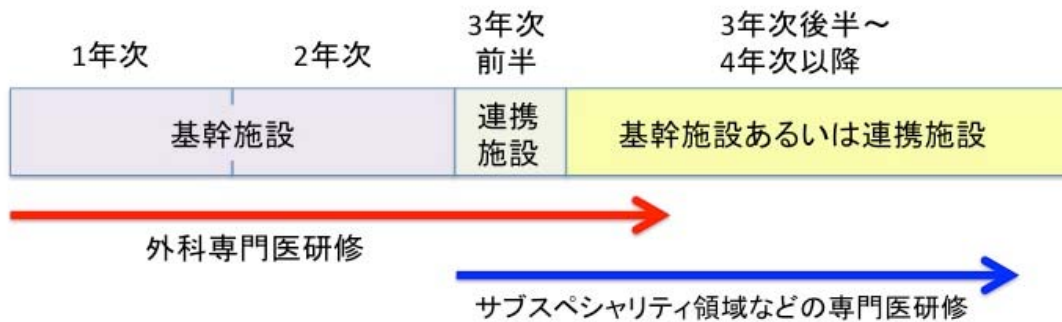 1年次
2年次
3年次
前半
3年次後半～
4年次以降
基幹施設
連携
施設
基幹施設あるいは連携施設
外科専門医研修
サブスペシャリティ領域などの専門医研修